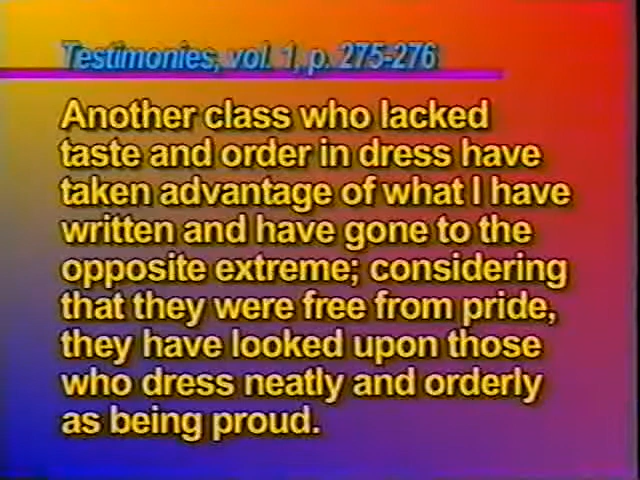 Testimonies, vol. 1, p. 275-276
Another class who lacked
taste and order in dress have
taken advantage of what I have
written and have gone to the
opposite extreme; considering
that they were free from pride,
they have looked upon those
who dress neatly and orderly
as being proud.